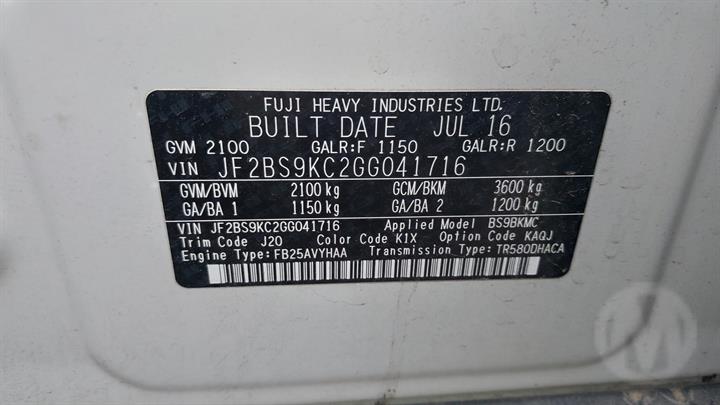 FUJI HEAVY INDUSTRIES LTD.
BUILT DATE JUL 16
GVM 2100 GALR:F 1150 GALR:R 1200
VIN JF2BS9KC2GG041716
GVM/BVM 2100 kg GCM/BKM 3600 kg
GA/BA 1 1150 kg GA/BA 2 1200 kg
VIN JF2BS9KC2GG041716 Applied Model BS9BKMC
Trim Code J20 Color Code K1X Option Code KAQJ
Engine Type:FB25AVYHAA Transmission Type:TR580DHACA
M